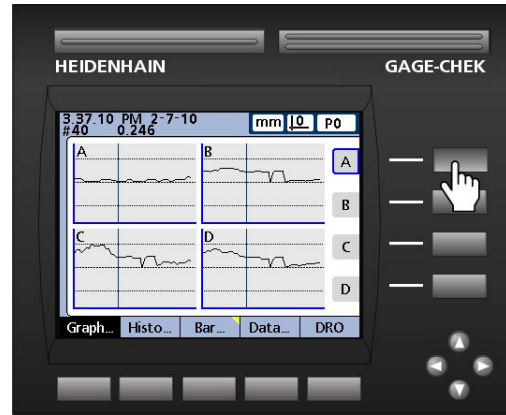 HEIDENHAIN GAGE-CHEK
3.37.10 PM 2-7-10 mm |0 P0
#40 0.246
A B A
B
C D C
D
Graph... Histo... Bar... Data... DRO